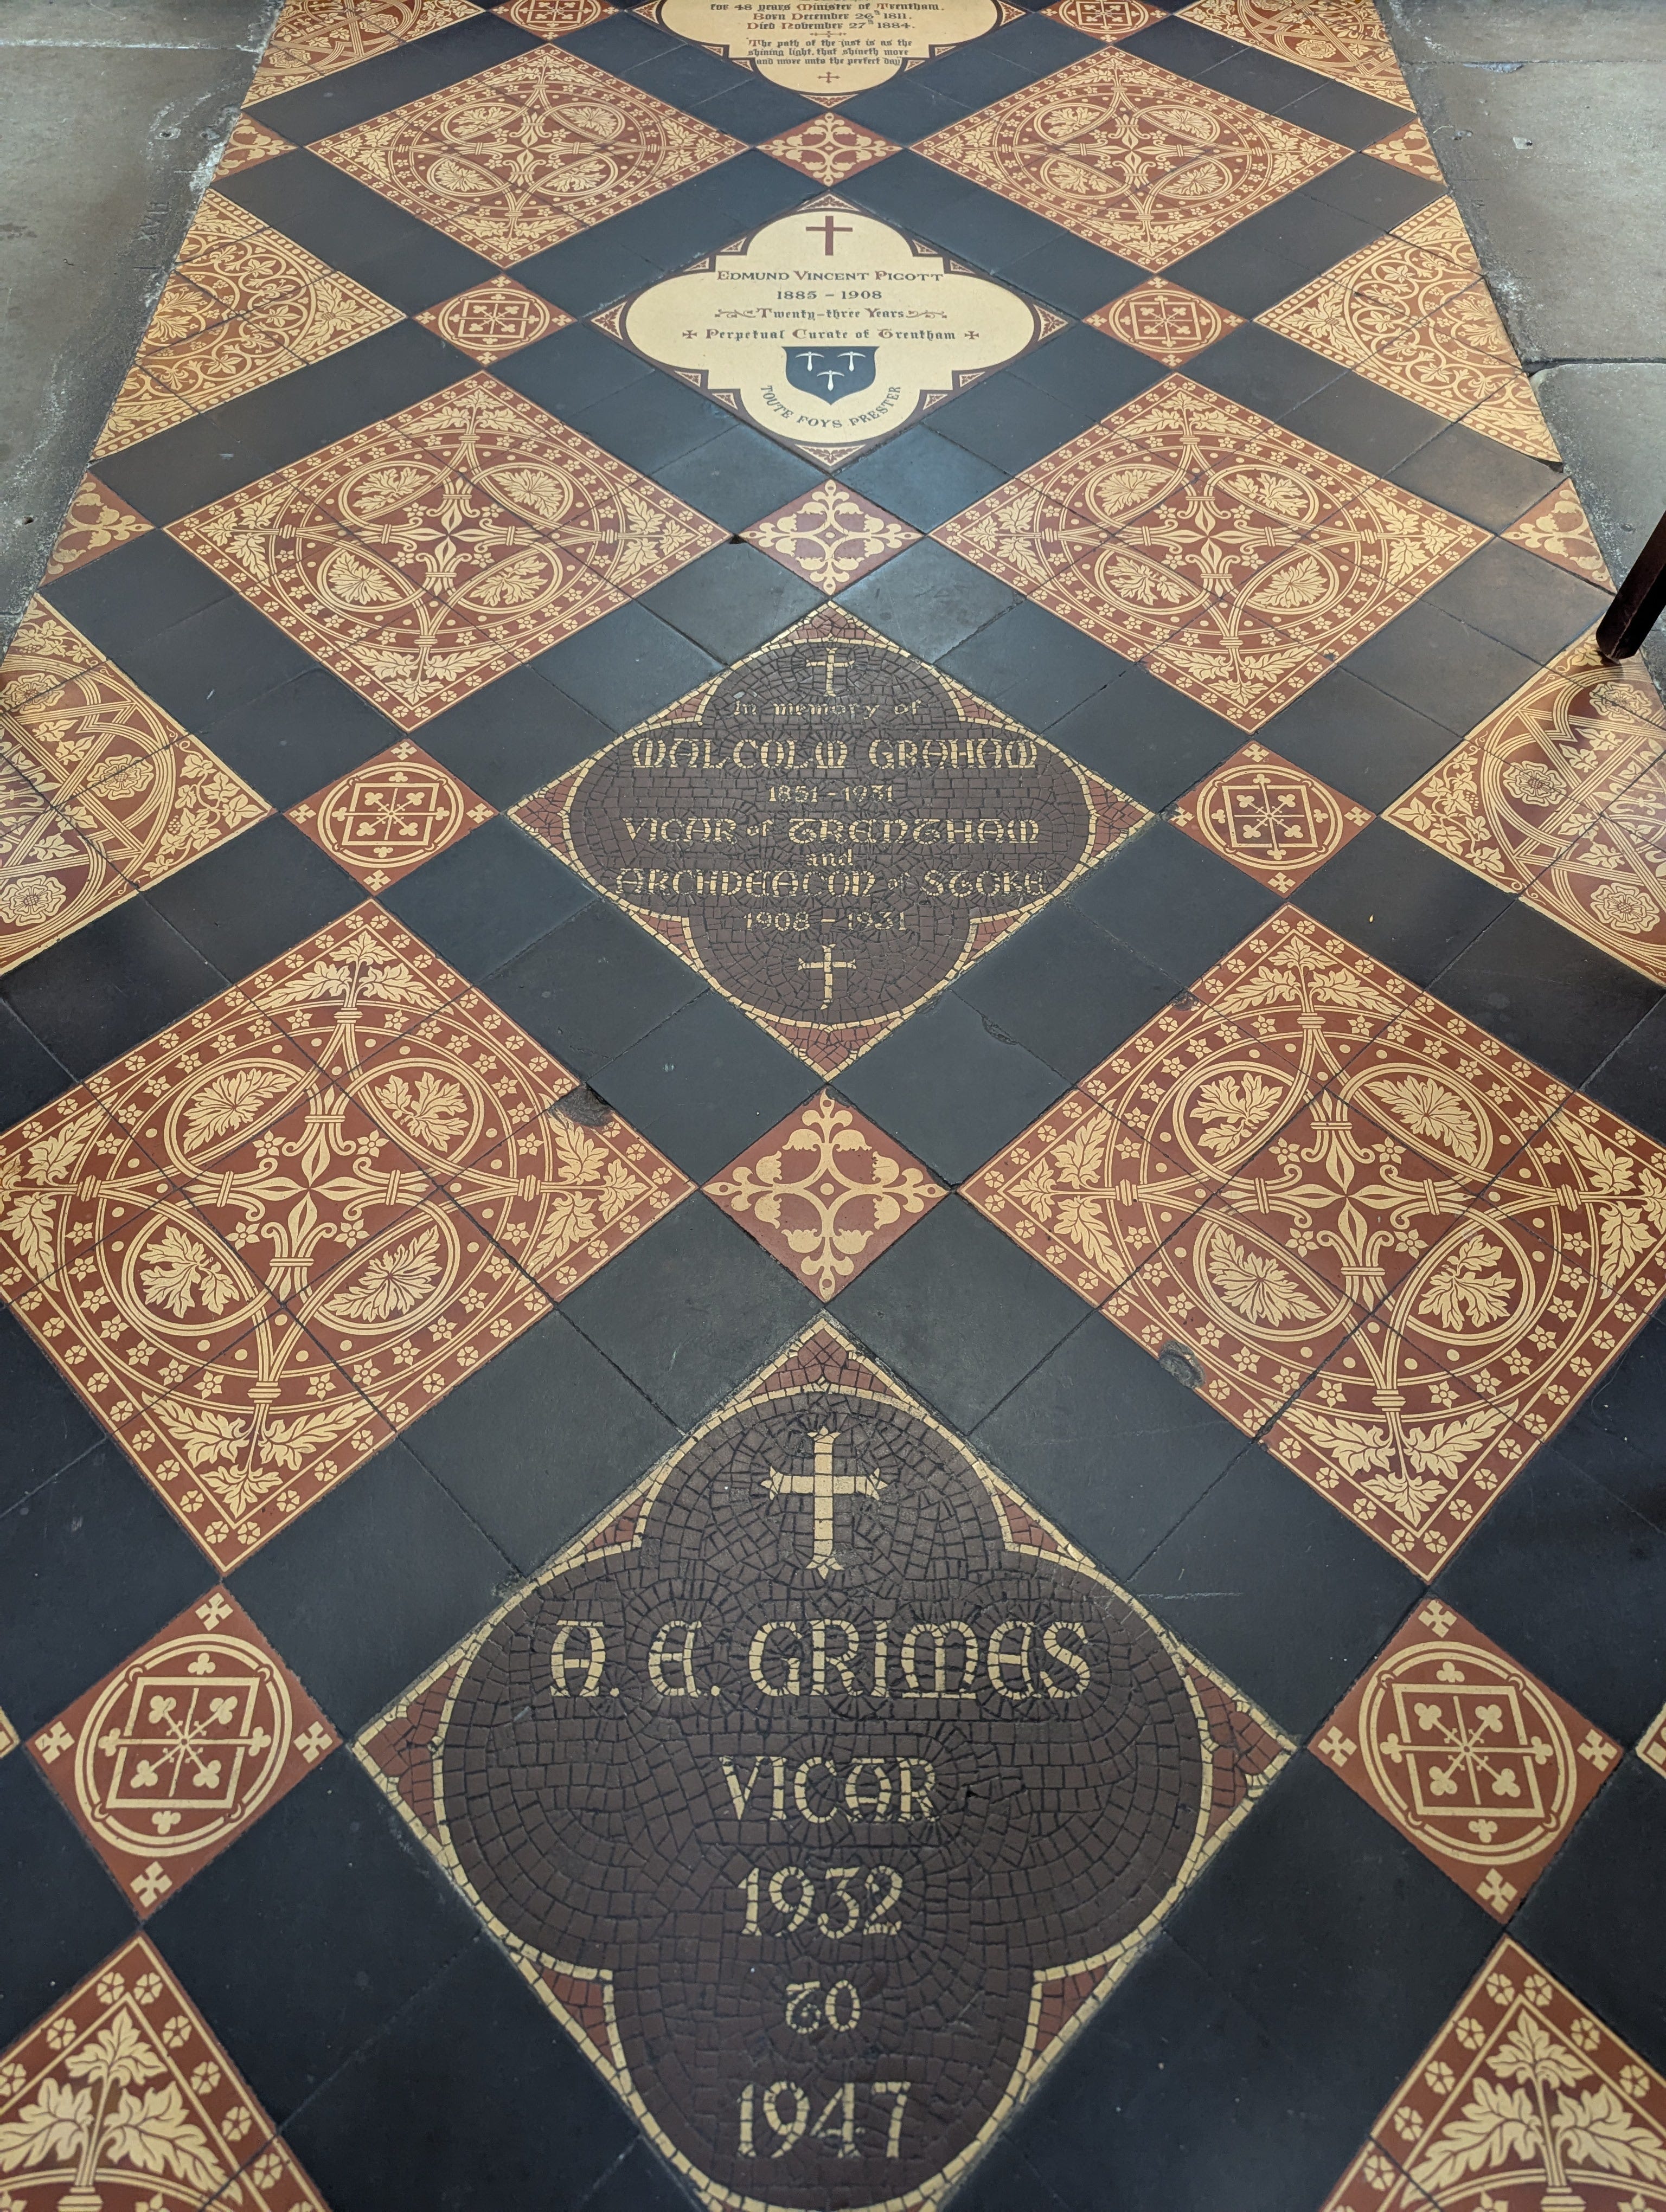 for 48 years Minister of Trentham.
Born December 26th 1811.
Died November 27th 1884.
The path of the just is as the
shining light, that shineth more
and more unto the perfect day
EDMUND VINCENT PIGOTT
1885 - 1908
Twenty-three Years
Perpetual Curate of Trentham
TOUTE FOYS PRESTER
In memory of
MALCOLM GRAHAM
1851-1931
VICAR of TRENTHAM
and
ARCHDEACON of STOKE
1908 - 1931
A. E. GRIMES
VICAR
1932
TO
1947